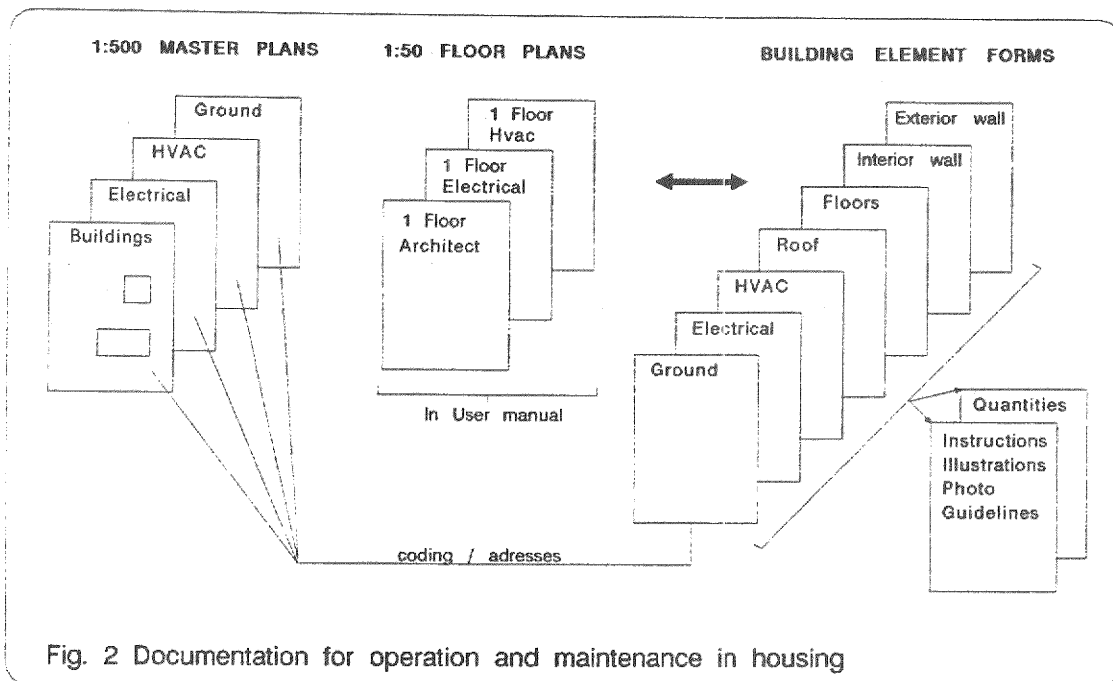 1:500 MASTER PLANS
Ground
HVAC
Electrical
Buildings
1:50 FLOOR PLANS
1 Floor
Hvac
1 Floor
Electrical
1 Floor
Architect
In User manual
BUILDING ELEMENT FORMS
Exterior wall
Interior wall
Floors
Roof
HVAC
Electrical
Ground
Quantities
Instructions
Illustrations
Photo
Guidelines
coding / adresses
Fig. 2 Documentation for operation and maintenance in housing